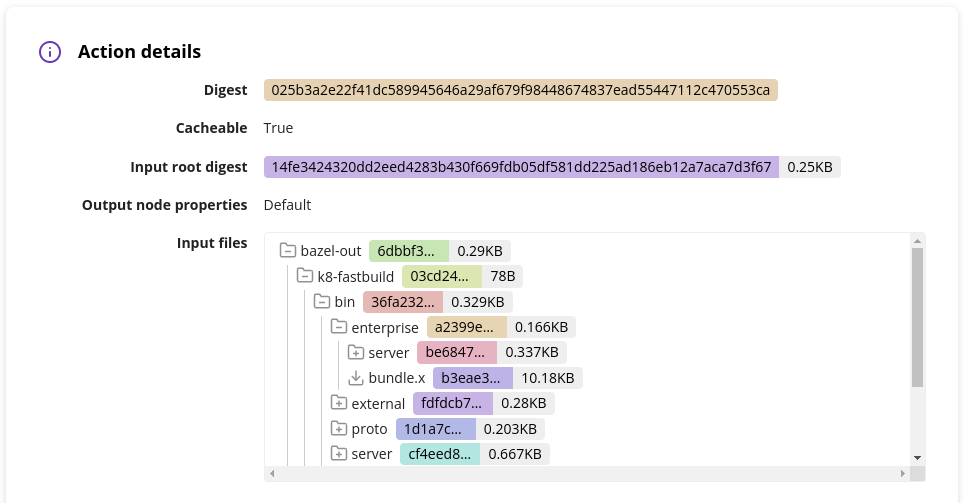 Action details
Digest 025b3a2e22f41dc589945646a29af679f98448674837ead55447112c470553ca
Cacheable True
Input root digest 14fe3424320dd2eed4283b430f669fdb05df581dd225ad186eb12a7aca7d3f67 0.25KB
Output node properties Default
Input files
bazel-out 6dbbf3... 0.29KB
k8-fastbuild 03cd24... 78B
bin 36fa232... 0.329KB
enterprise a2399e... 0.166KB
server be6847... 0.337KB
bundle.x b3eae3... 10.18KB
external fdfdcb7... 0.28KB
proto 1d1a7c... 0.203KB
server cf4eed8... 0.667KB